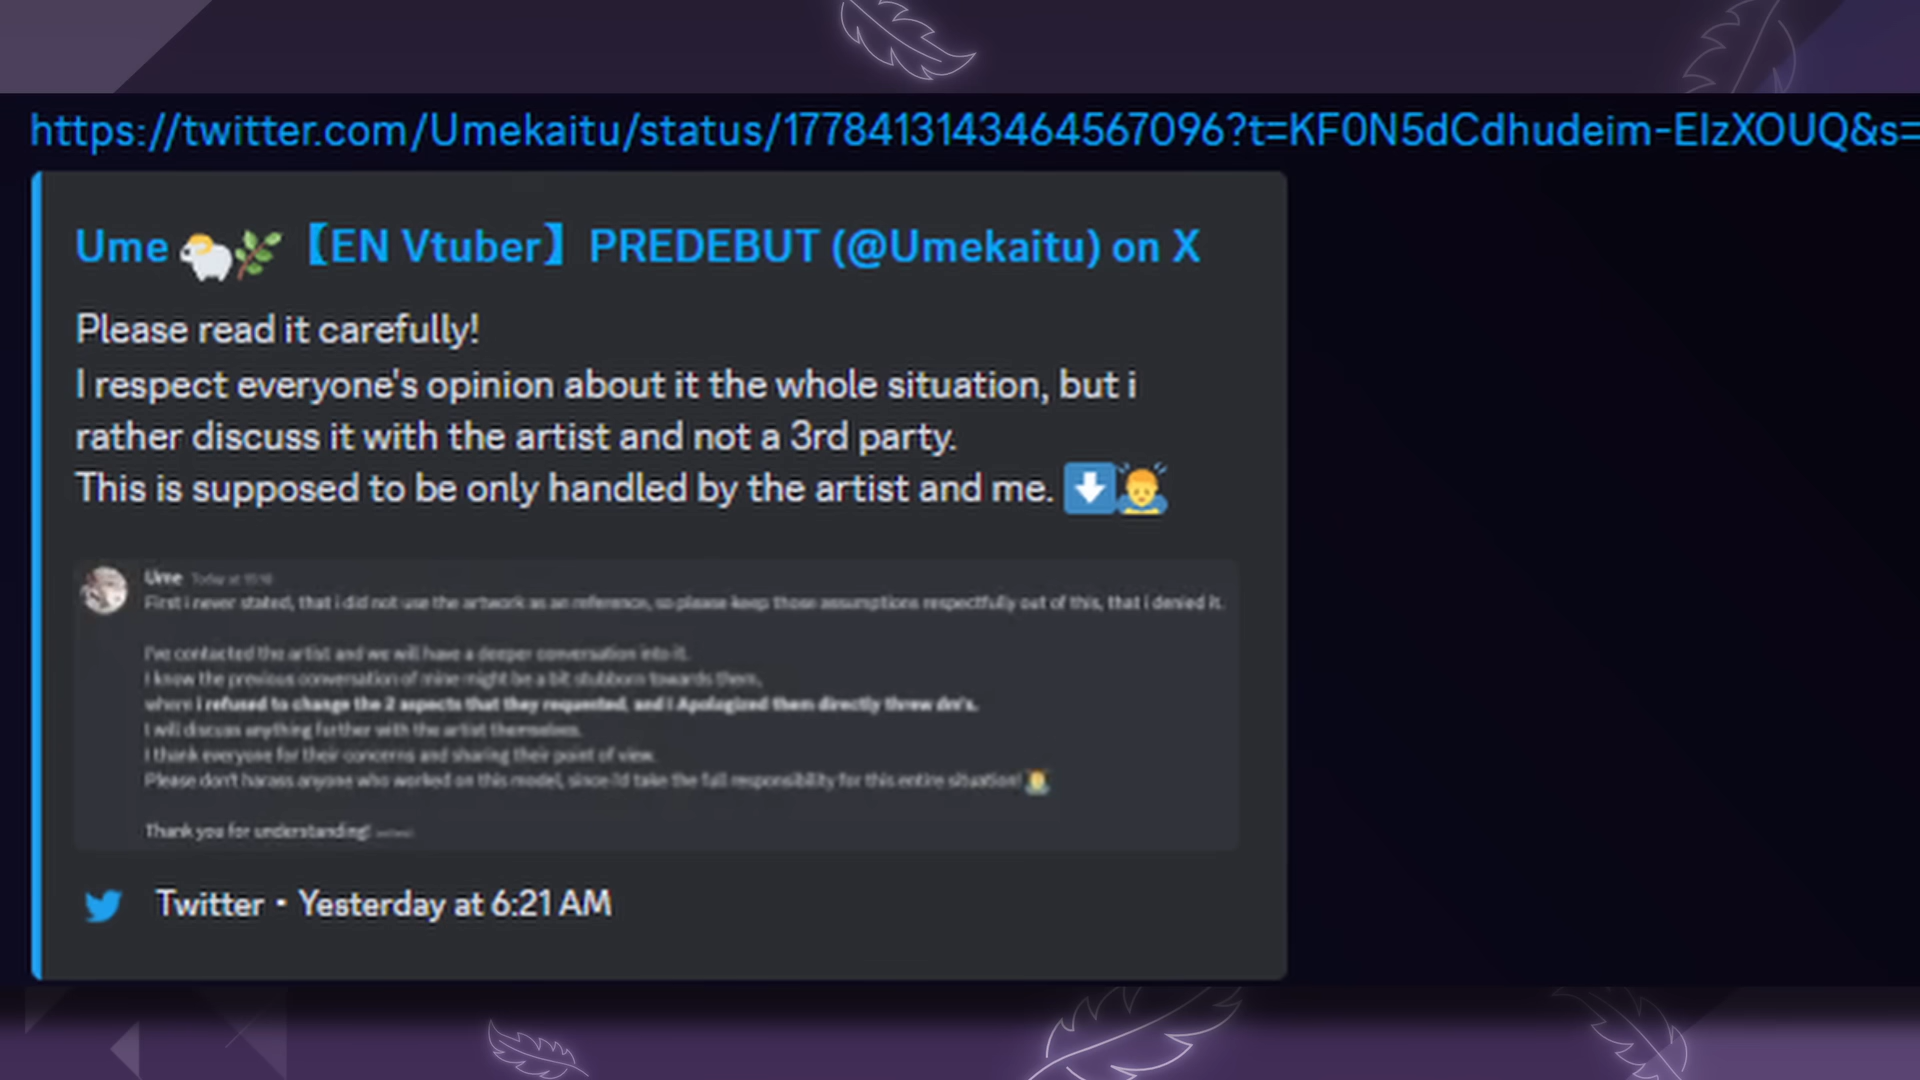 https://twitter.com/Umekaitu/status/1778413143464567096?t=KF0N5dCdhudeim-EIzXOUQ&s=
Ume 🐏🌿【EN Vtuber】PREDEBUT (@Umekaitu) on X
Please read it carefully!
I respect everyone's opinion about it the whole situation, but i
rather discuss it with the artist and not a 3rd party.
This is supposed to be only handled by the artist and me. ⬇️🙇
Ume Today at
First i never stated, that i did not use the artwork as an reference, so please keep those assumptions respectfully out of this, that i denied it.
I've contacted the artist and we will have a deeper conversation into it.
I know the previous conversation of mine might be a bit stubborn towards them,
where i refused to change the 2 aspects that they requested, and I Apologized them directly threw dm's.
I will discuss anything further with the artist themselves.
I thank everyone for their concerns and sharing their point of view.
Please don't harass anyone who worked on this model, since i'd take the full responsibility for this entire situation! 🙇
Thank you for understanding!
Twitter • Yesterday at 6:21 AM